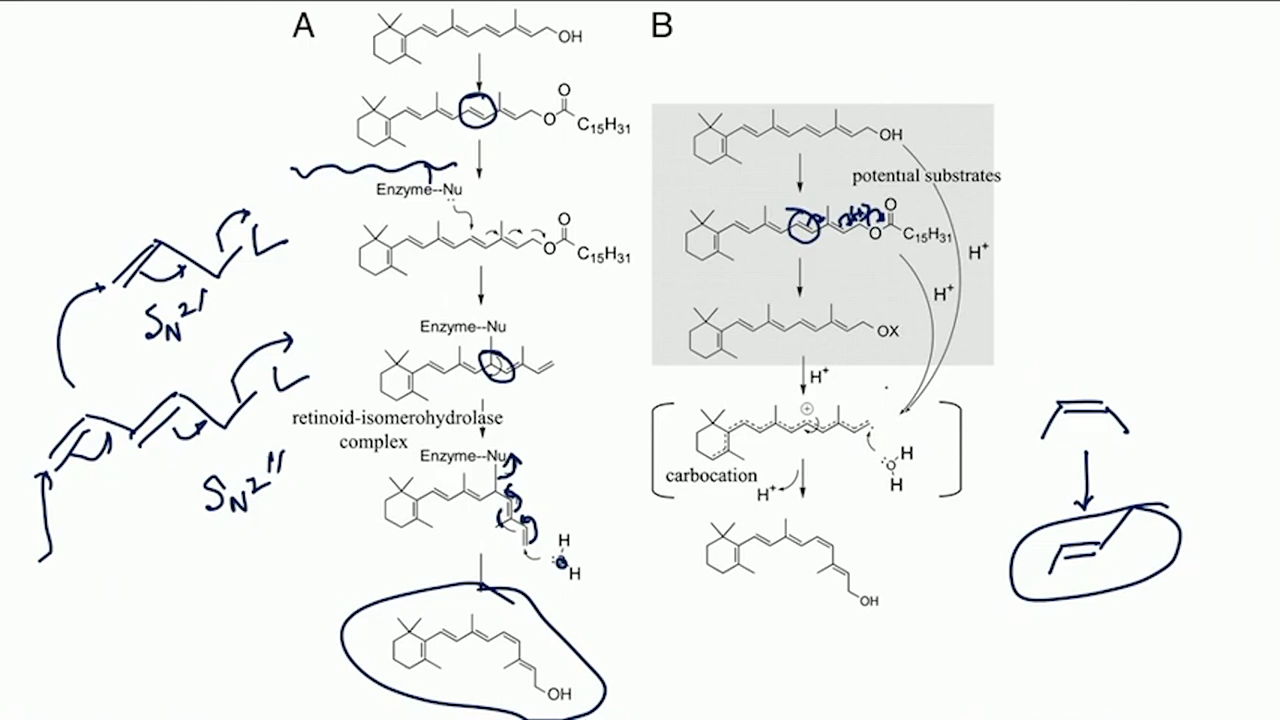 A
OH
O
O
C15H31
Enzyme--Nu
..
O
O
C15H31
Enzyme--Nu
retinoid-isomerohydrolase
complex
Enzyme--Nu
H
H
OH
L
SN2'
L
SN2''
B
OH
potential substrates
O
O
C15H31
H+
H+
OX
H+
+
carbocation
:O
H
H
H+
OH